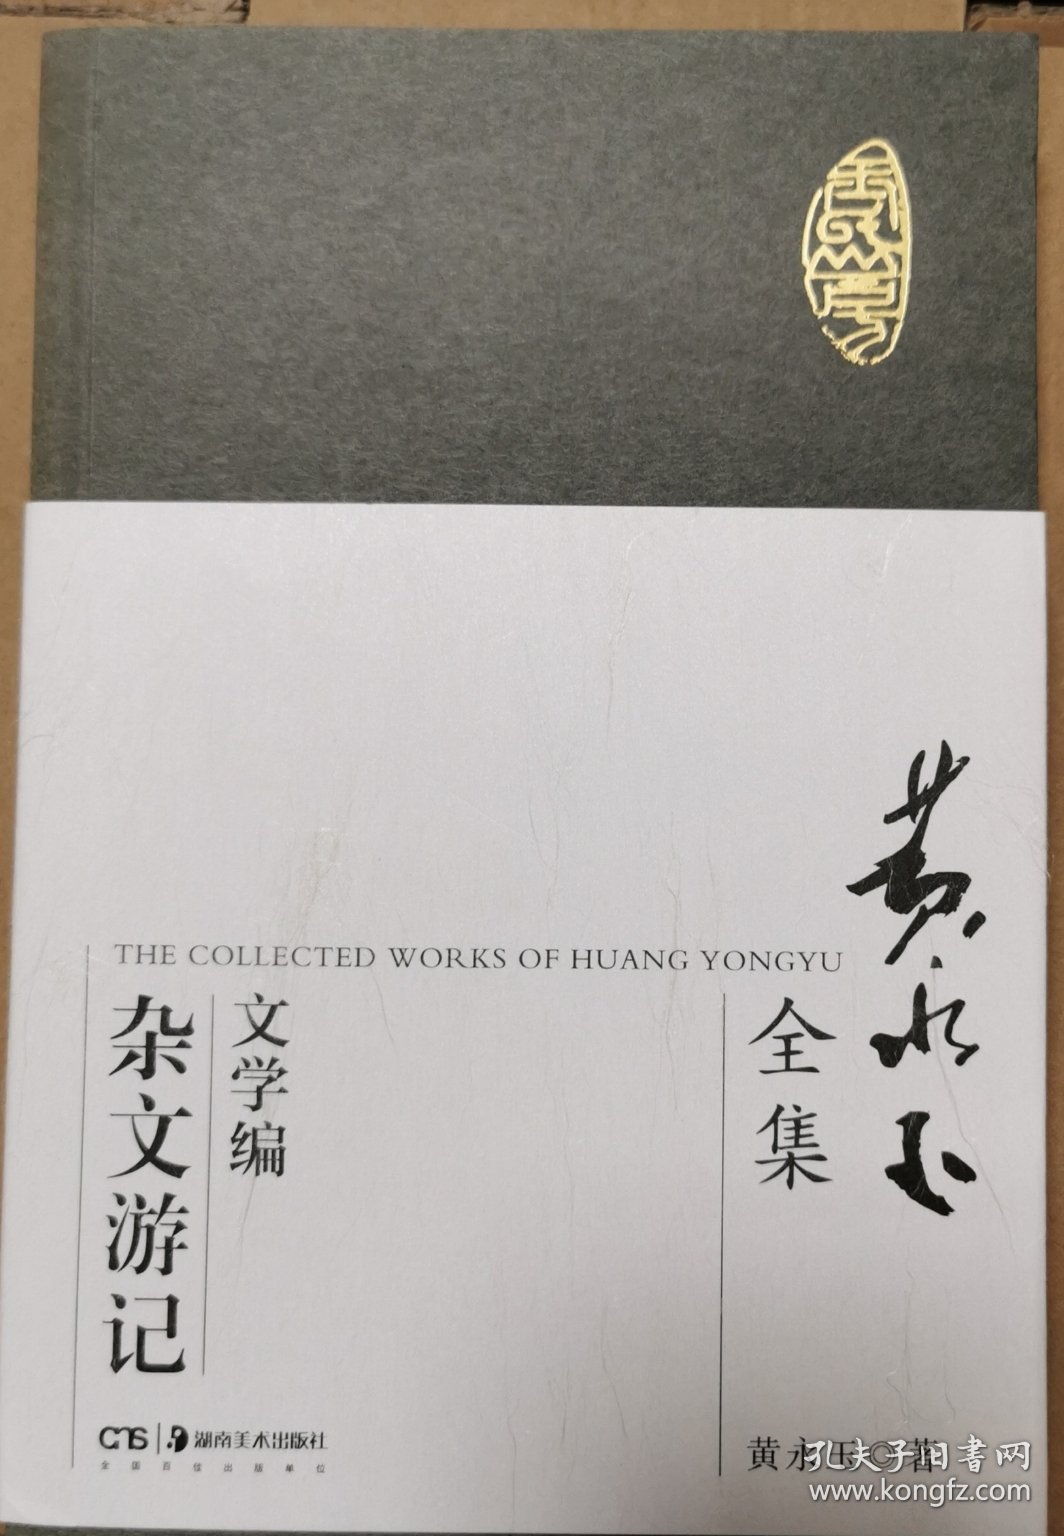 黄永玉
全集
THE COLLECTED WORKS OF HUANG YONGYU
文学编
杂文游记
黄永玉◎著
CNS
湖南美术出版社
全国百佳出版单位
孔夫子旧书网
www.kongfz.com